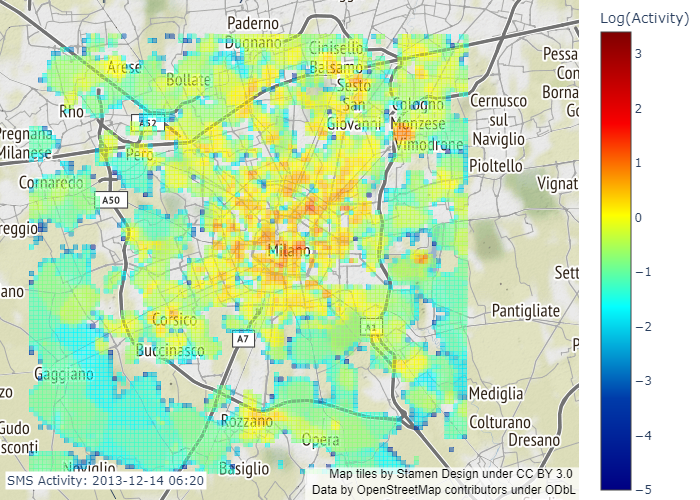 Log(Activity)
3
2
1
0
−1
−2
−3
−4
−5
Paderno
Dugnano
Cinisello
Balsamo
Sesto
San
Giovanni
Arese
Bollate
Rho
A52
Pero
Pregnana
Milanese
Cornaredo
A50
reggio
Cologno
Monzese
Vimodrone
Cernusco
sul
Naviglio
Pioltello
Pessa
Con
Borna
Go
Vignat
Milano
Sett
ano
Pantigliate
Corsico
A7
A1
P
Buccinasco
Gaggiano
zo
Mediglia
Rozzano
Colturano
Gudo
Opera
Dresano
sconti
Noviglio
Basiglio
SMS Activity: 2013-12-14 06:20
Map tiles by Stamen Design under CC BY 3.0
Data by OpenStreetMap contributors under ODbL